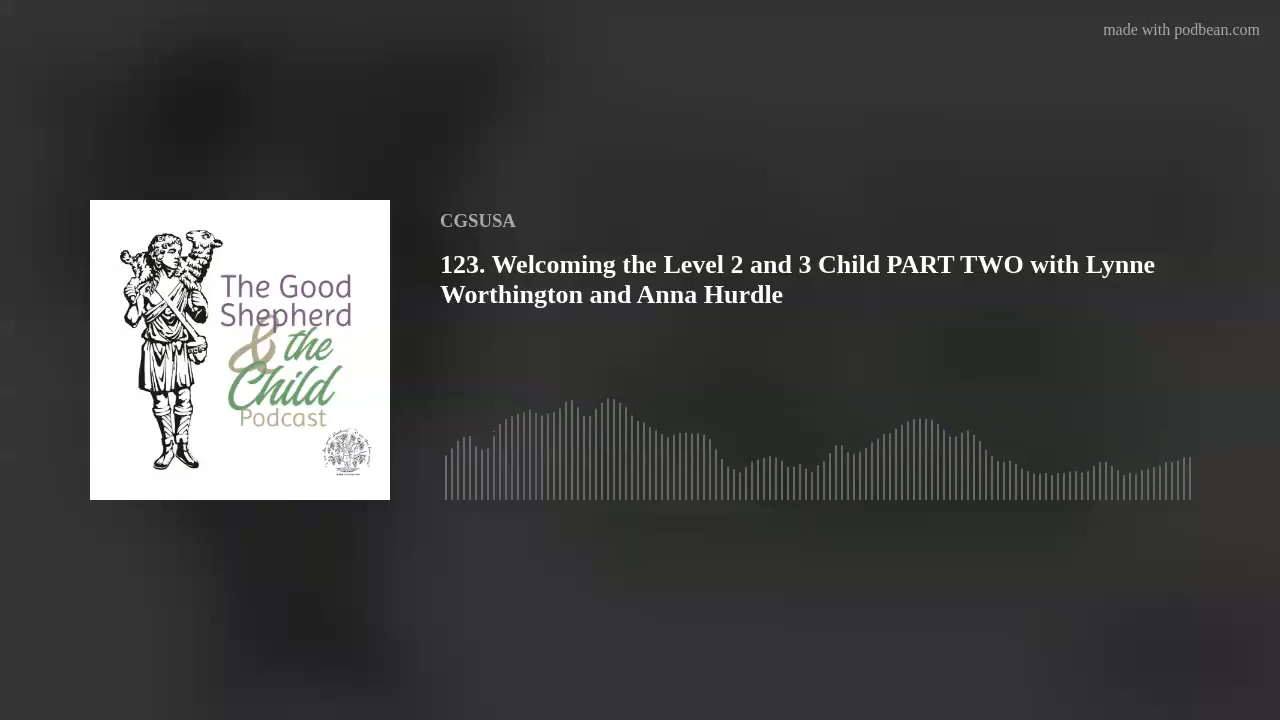 made with podbean.com
CGSUSA
123. Welcoming the Level 2 and 3 Child PART TWO with Lynne
Worthington and Anna Hurdle
The Good
Shepherd
& the
Child
Podcast